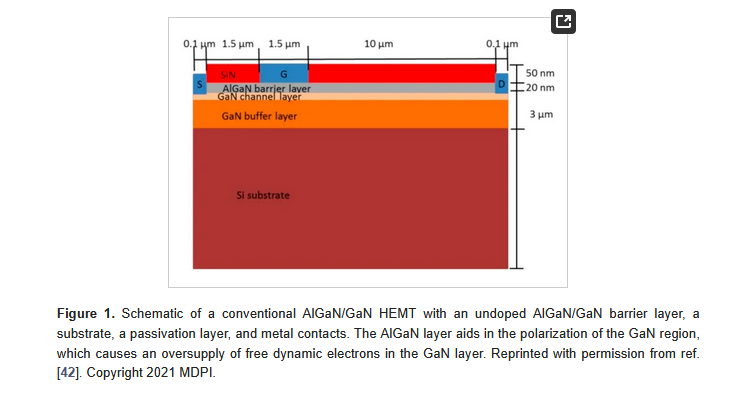 0.1 μm 1.5 μm 1.5 μm 10 μm 0.1 μm
SiN G 50 nm
S AlGaN barrier layer D 20 nm
GaN channel layer
GaN buffer layer 3 μm
Si substrate
Figure 1. Schematic of a conventional AlGaN/GaN HEMT with an undoped AlGaN/GaN barrier layer, a
substrate, a passivation layer, and metal contacts. The AlGaN layer aids in the polarization of the GaN region,
which causes an oversupply of free dynamic electrons in the GaN layer. Reprinted with permission from ref.
[42]. Copyright 2021 MDPI.